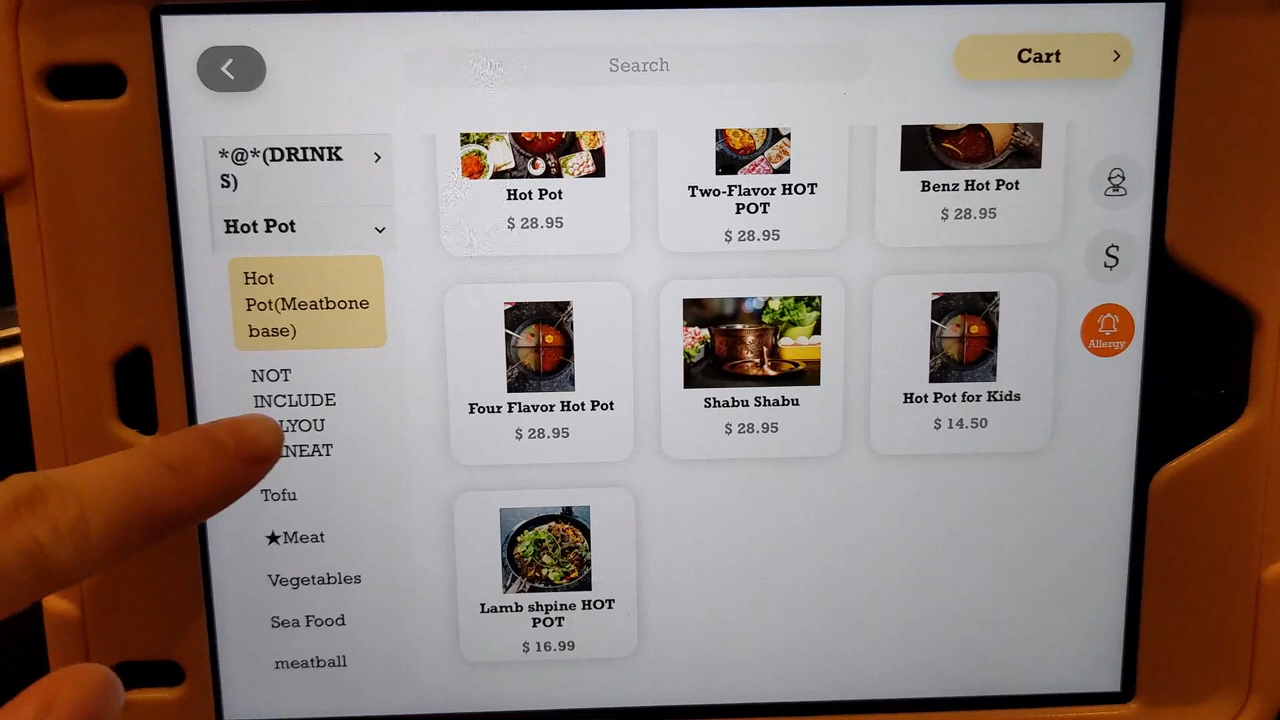 Search
Cart
*@*(DRINK
S)
Hot Pot
Hot
Pot(Meatbone
base)
NOT
INCLUDE
Tofu
★Meat
Vegetables
Sea Food
meatball
Hot Pot
$ 28.95
Two-Flavor HOT
POT
$ 28.95
Benz Hot Pot
$ 28.95
Four Flavor Hot Pot
$ 28.95
Shabu Shabu
$ 28.95
Hot Pot for Kids
$ 14.50
Lamb shpine HOT
POT
$ 16.99
$
Allergy